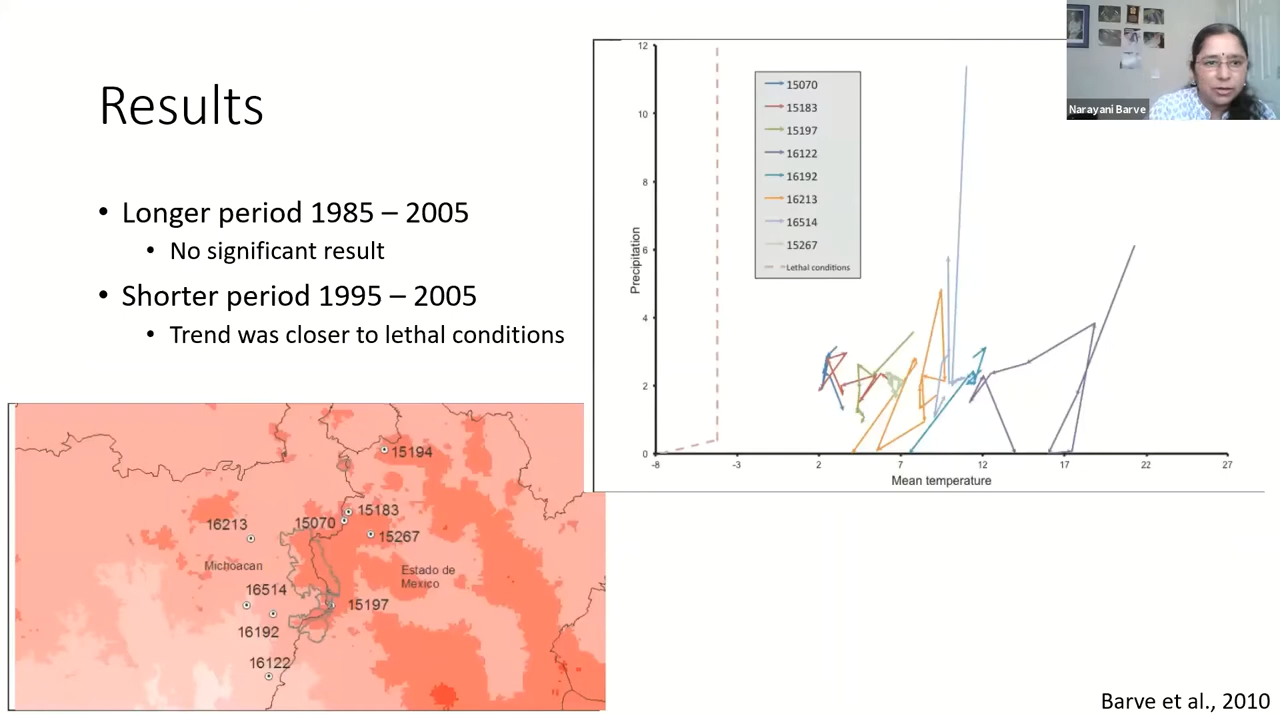 Results
• Longer period 1985 – 2005
• No significant result
• Shorter period 1995 – 2005
• Trend was closer to lethal conditions
12
10
8
6
4
2
0
Precipitation
-8 -3 2 7 12 17 22 27
Mean temperature
15070
15183
15197
16122
16192
16213
16514
15267
Lethal conditions
Narayani Barve
15194
15183
15070
16213
15267
Michoacan
Estado de
Mexico
16514
15197
16192
16122
Barve et al., 2010